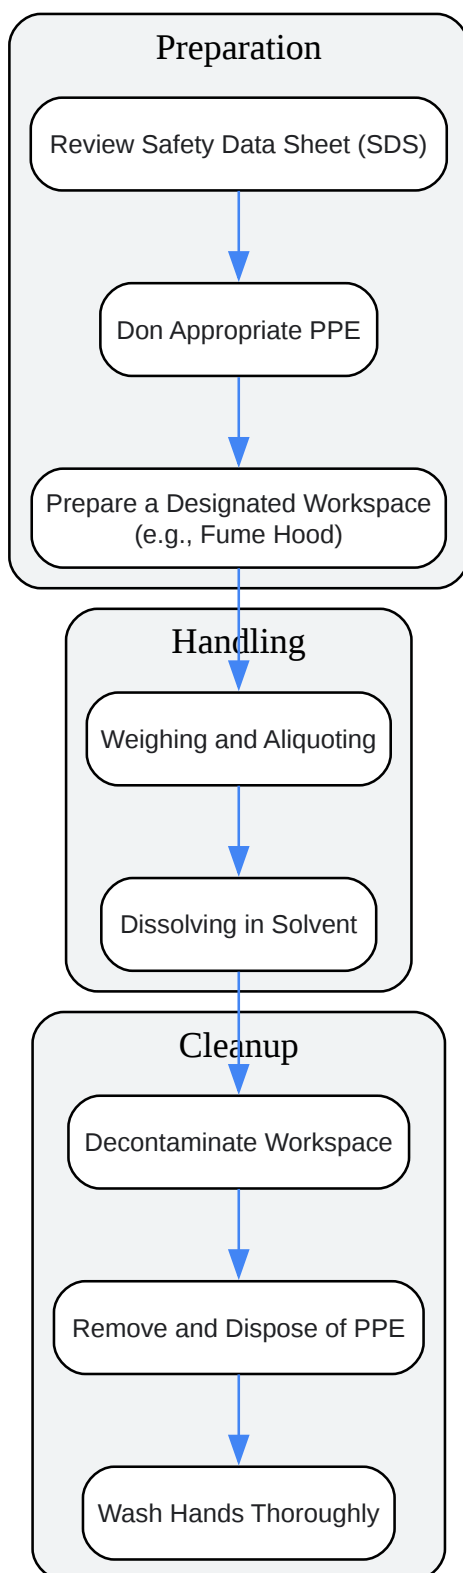 Preparation
Review Safety Data Sheet (SDS)
Don Appropriate PPE
Prepare a Designated Workspace
(e.g., Fume Hood)
Handling
Weighing and Aliquoting
Dissolving in Solvent
Cleanup
Decontaminate Workspace
Remove and Dispose of PPE
Wash Hands Thoroughly